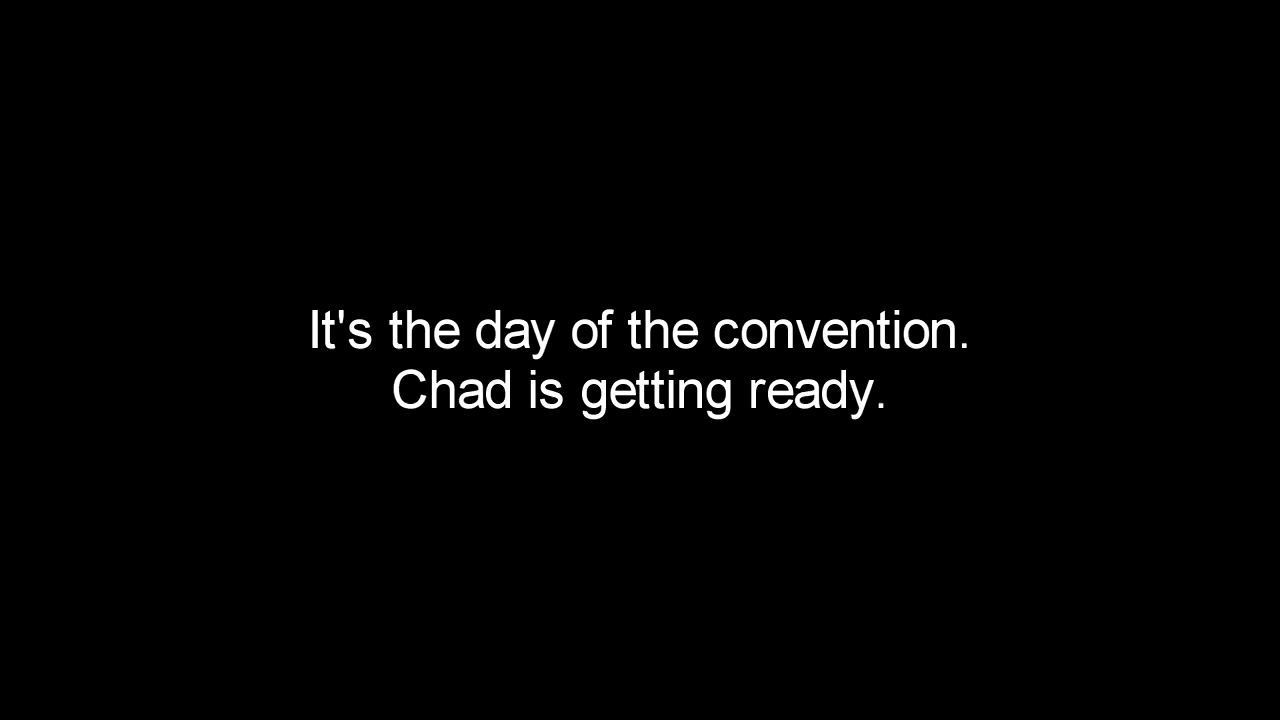 It's the day of the convention.
Chad is getting ready.